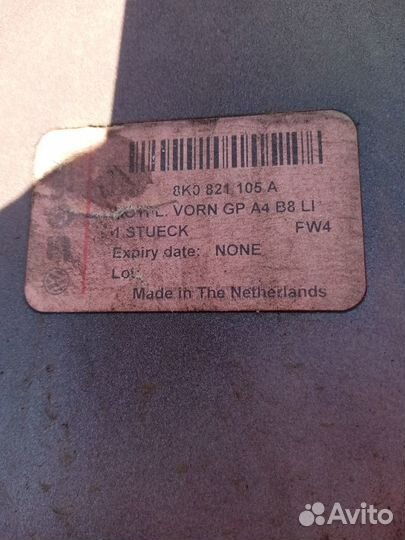 8K0 821 105 A
VORN GP A4 B8 LI
1 STUECK FW4
Expiry date: NONE
Lot:
Made in The Netherlands
Avito